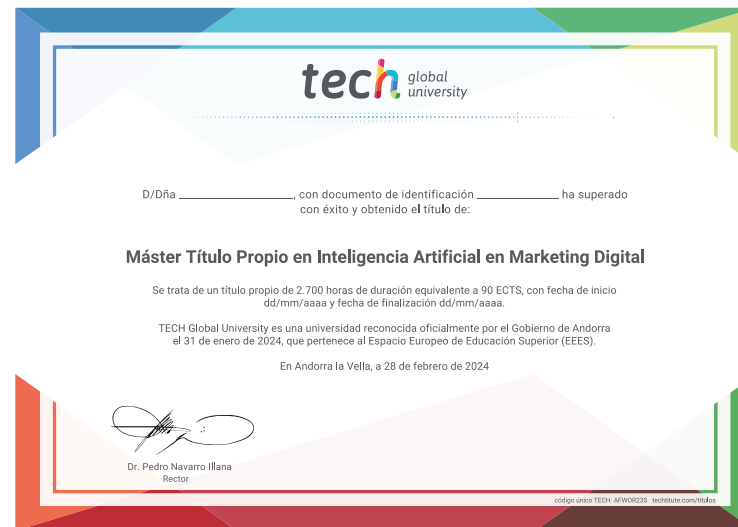 tech global university
D/Dña ______________, con documento de identificación __________ ha superado
con éxito y obtenido el título de:
Máster Título Propio en Inteligencia Artificial en Marketing Digital
Se trata de un título propio de 2.700 horas de duración equivalente a 90 ECTS, con fecha de inicio
dd/mm/aaaa y fecha de finalización dd/mm/aaaa.
TECH Global University es una universidad reconocida oficialmente por el Gobierno de Andorra
el 31 de enero de 2024, que pertenece al Espacio Europeo de Educación Superior (EEES).
En Andorra la Vella, a 28 de febrero de 2024
Dr. Pedro Navarro Illana
Rector
código único TECH: AFWOR23S techtitute.com/titulos